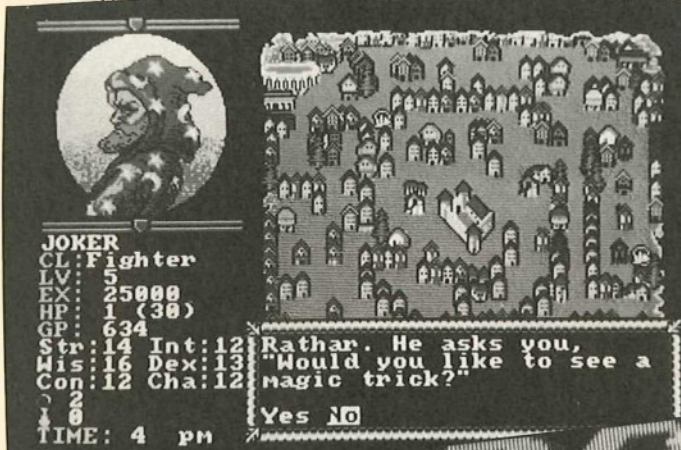 JOKER
CL:Fighter
LV: 5
EX: 25000
HP: 1 (30)
GP: 634
Str:14 Int:12
Wis:16 Dex:13
Con:12 Cha:12
2
0
TIME: 4 pm
Rathar. He asks you,
"Would you like to see a
magic trick?"
Yes No